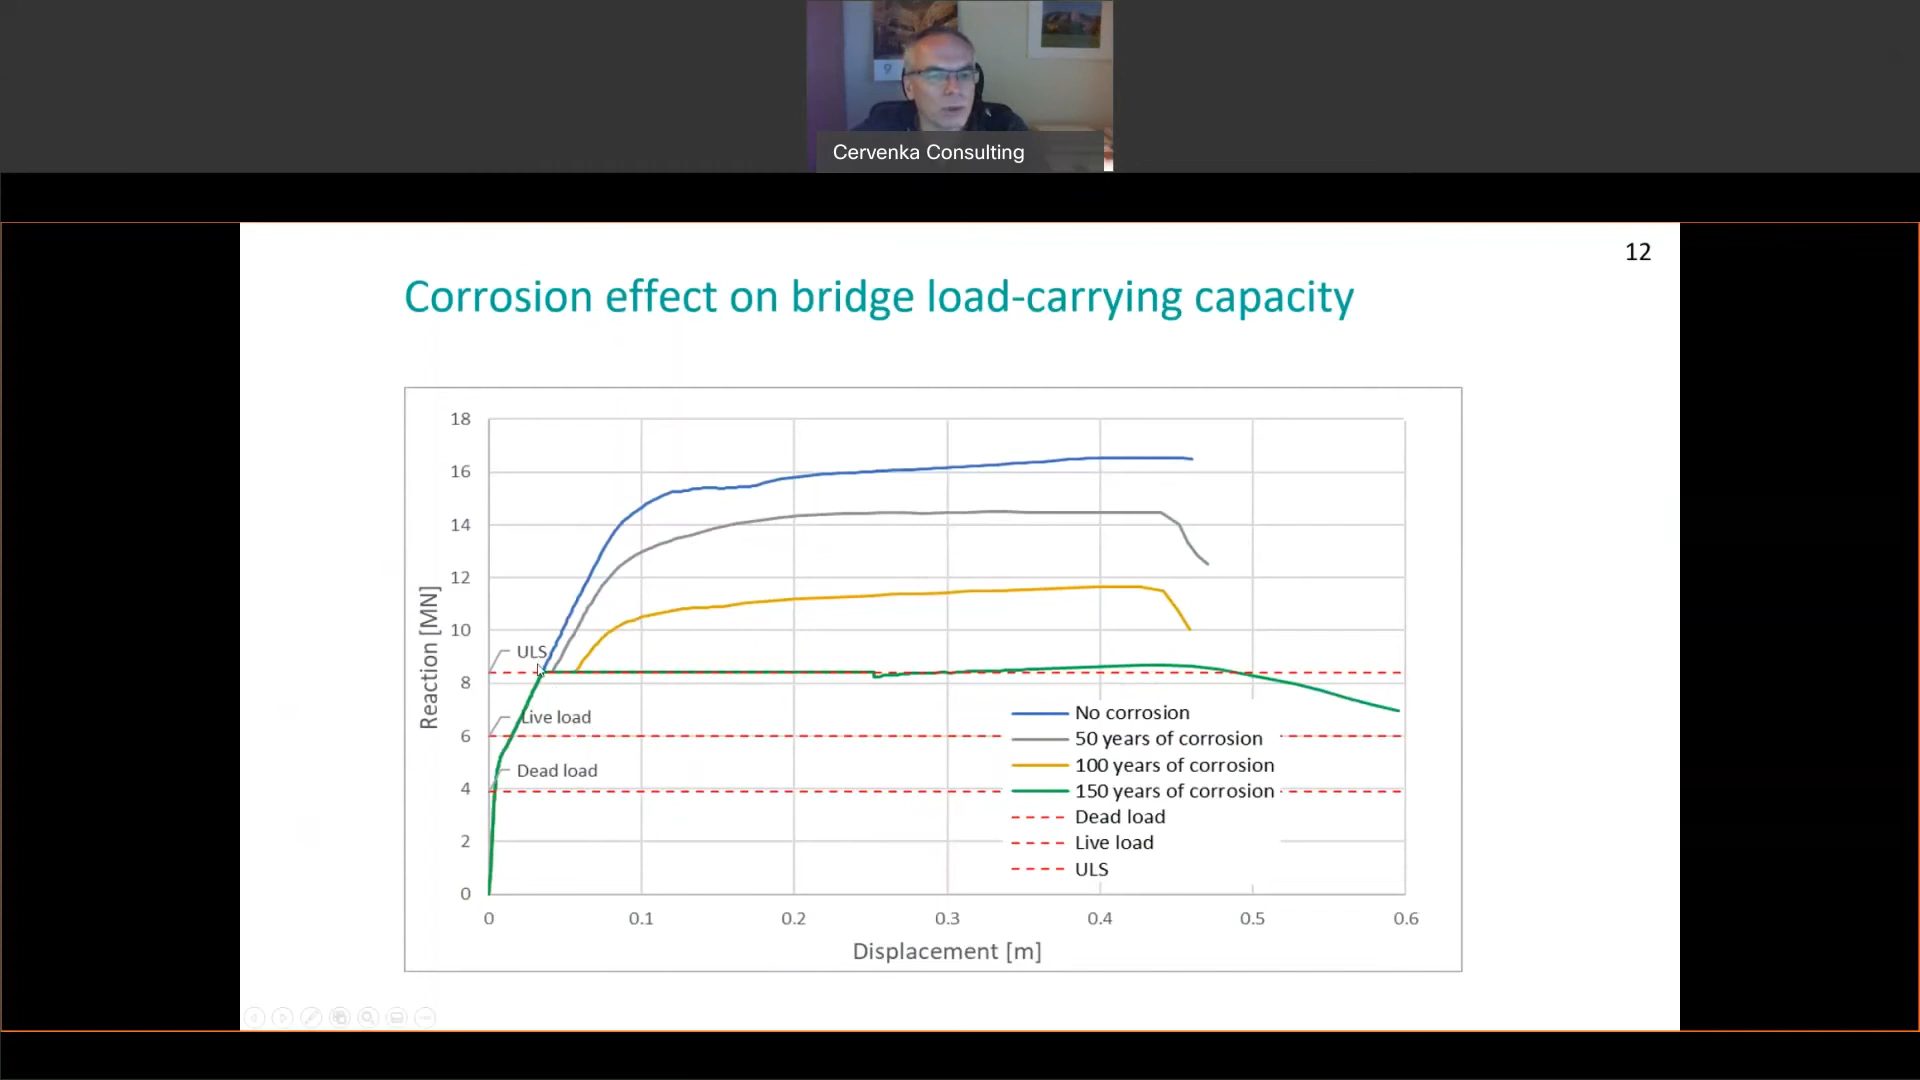 9
Cervenka Consulting
12
Corrosion effect on bridge load-carrying capacity
18
16
14
12
10
8
6
4
2
0
Reaction [MN]
ULS
Live load
Dead load
No corrosion
50 years of corrosion
100 years of corrosion
150 years of corrosion
Dead load
Live load
ULS
0
0.1
0.2
0.3
0.4
0.5
0.6
Displacement [m]